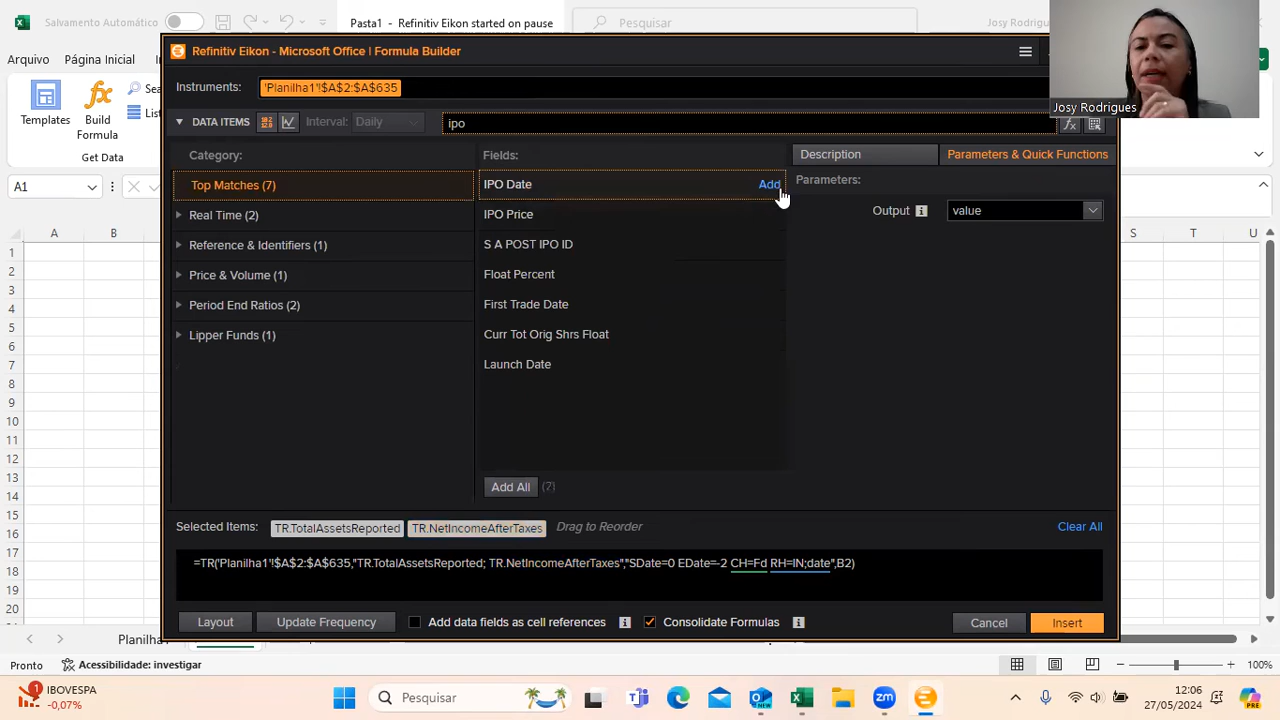 Salvamento Automático
Pasta1 - Refinitiv Eikon started on pause
Pesquisar
Josy Rodrigues
Arquivo
Página Inicial
Refinitiv Eikon - Microsoft Office | Formula Builder
Templates
Build
Formula
Get Data
Instruments:
'Planilha1'!$A$2:$A$635
DATA ITEMS
Interval:
Daily
ipo
Category:
Fields:
Description
Parameters & Quick Functions
Top Matches (7)
Real Time (2)
Reference & Identifiers (1)
Price & Volume (1)
Period End Ratios (2)
Lipper Funds (1)
IPO Date
Add
IPO Price
S A POST IPO ID
Float Percent
First Trade Date
Curr Tot Orig Shrs Float
Launch Date
Add All
(7)
Parameters:
Output
value
Selected Items:
TR.TotalAssetsReported
TR.NetIncomeAfterTaxes
Drag to Reorder
Clear All
=TR('Planilha1'!$A$2:$A$635,"TR.TotalAssetsReported; TR.NetIncomeAfterTaxes","SDate=0 EDate=-2 CH=Fd RH=IN;date",B2)
Layout
Update Frequency
Add data fields as cell references
Consolidate Formulas
Cancel
Insert
A1
A B S T U
1
2
3
4
5
6
7
8
9
10
11
12
13
14
15
16
17
18
19
20
Pronto
Acessibilidade: investigar
100%
1
IBOVESPA
-0,07%
Pesquisar
12:06
27/05/2024
Josy Rodrigues